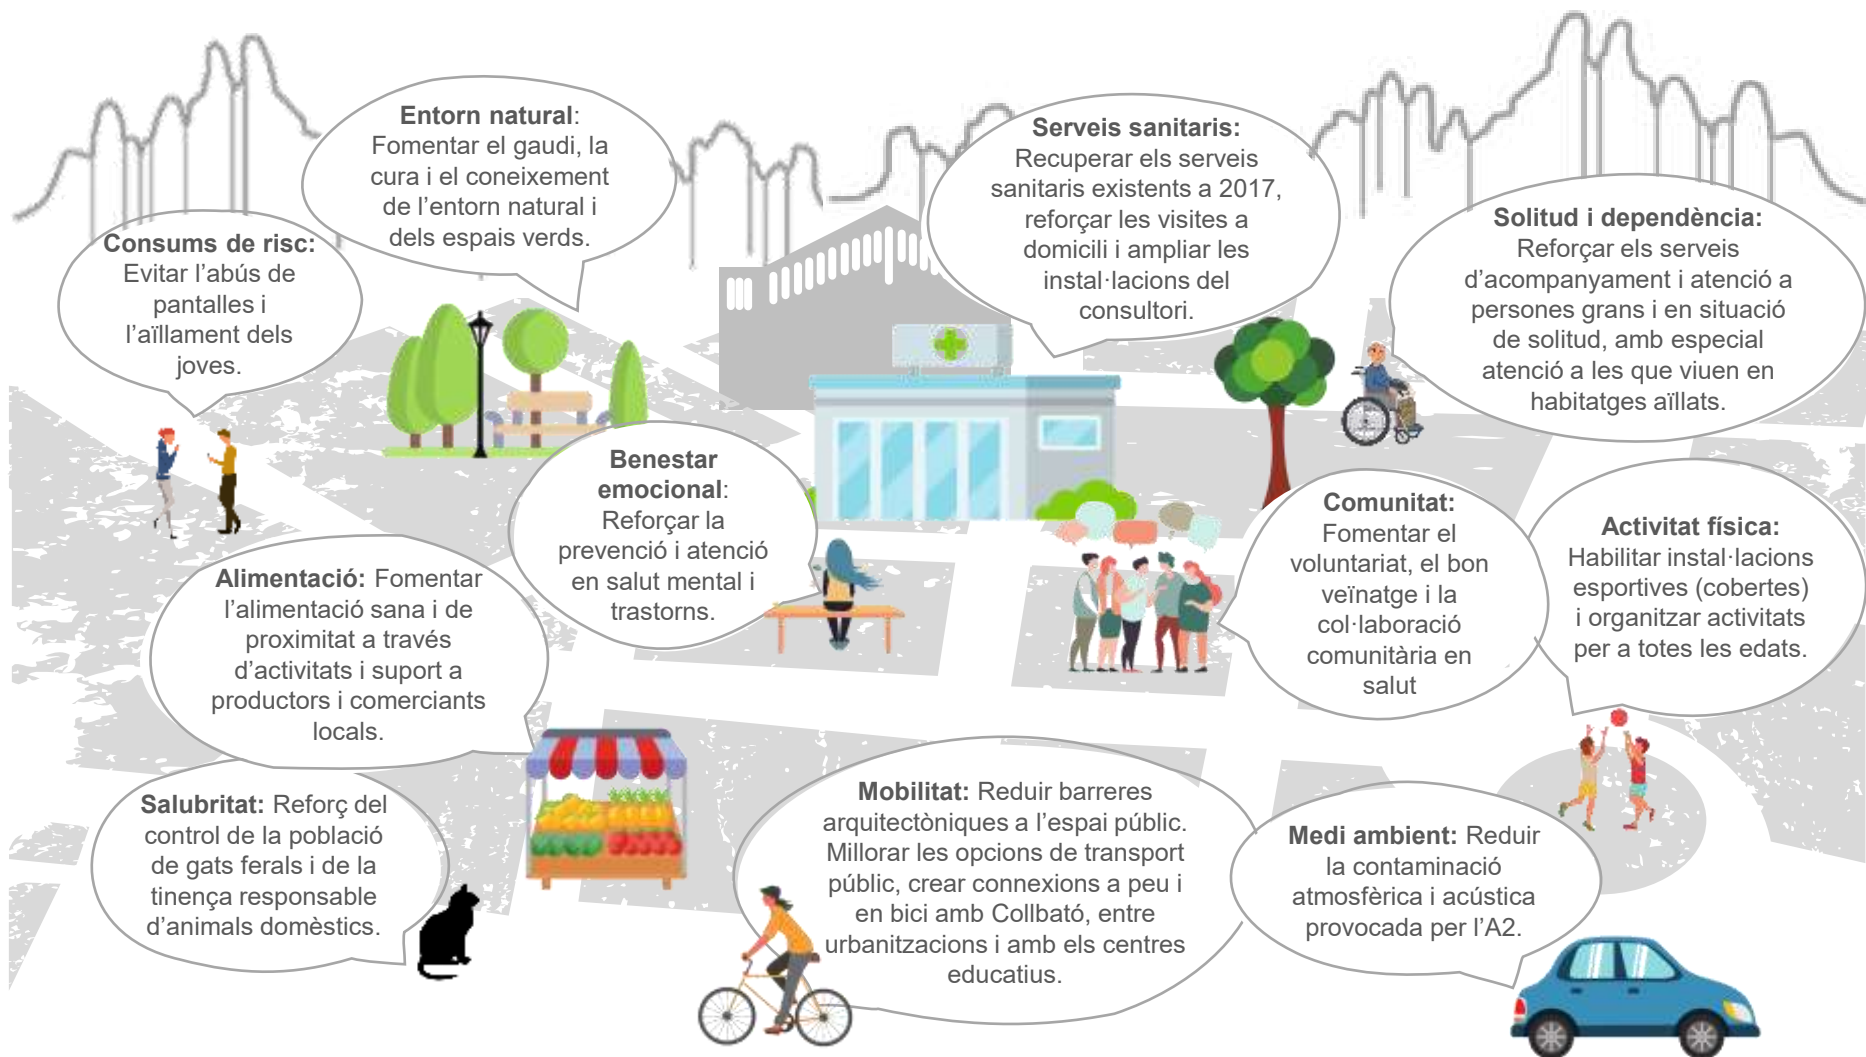 Entorn natural:
Fomentar el gaudi, la
cura i el coneixement
de l’entorn natural i
dels espais verds.
Serveis sanitaris:
Recuperar els serveis
sanitaris existents a 2017,
reforçar les visites a
domicili i ampliar les
instal·lacions del
consultori.
Solitud i dependència:
Reforçar els serveis
d’acompanyament i atenció a
persones grans i en situació
de solitud, amb especial
atenció a les que viuen en
habitatges aïllats.
Consums de risc:
Evitar l’abús de
pantalles i
l’aïllament dels
joves.
Benestar
emocional:
Reforçar la
prevenció i atenció
en salut mental i
trastorns.
Comunitat:
Fomentar el
voluntariat, el bon
veïnatge i la
col·laboració
comunitària en
salut
Activitat física:
Habilitar instal·lacions
esportives (cobertes)
i organitzar activitats
per a totes les edats.
Alimentació: Fomentar
l’alimentació sana i de
proximitat a través
d’activitats i suport a
productors i comerciants
locals.
Salubritat: Reforç del
control de la població
de gats ferals i de la
tinença responsable
d’animals domèstics.
Mobilitat: Reduir barreres
arquitectòniques a l’espai públic.
Millorar les opcions de transport
públic, crear connexions a peu i
en bici amb Collbató, entre
urbanitzacions i amb els centres
educatius.
Medi ambient: Reduir
la contaminació
atmosfèrica i acústica
provocada per l’A2.